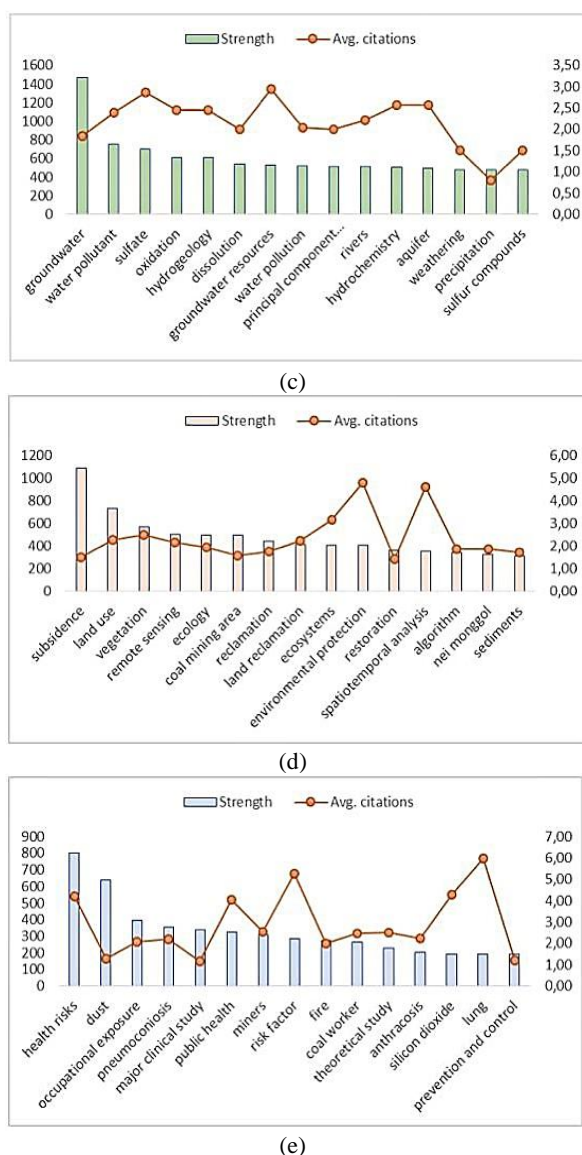 Strength Avg. citations
1600 3,50
1400 3,00
1200 2,50
1000 2,00
800
600 1,50
400 1,00
200 0,50
0 0,00
groundwater
water pollutant
sulfate
oxidation
hydrogeology
dissolution
groundwater resources
water pollution
principal component…
rivers
hydrochemistry
aquifer
weathering
precipitation
sulfur compounds
(c)
Strength Avg. citations
1200 6,00
1000 5,00
800 4,00
600 3,00
400 2,00
200 1,00
0 0,00
subsidence
land use
vegetation
remote sensing
ecology
coal mining area
reclamation
land reclamation
ecosystems
environmental protection
restoration
spatiotemporal analysis
algorithm
nei monggol
sediments
(d)
Strength Avg. citations
900 7,00
800 6,00
700 5,00
600
500 4,00
400 3,00
300 2,00
200
100 1,00
0 0,00
health risks
dust
occupational exposure
pneumoconiosis
major clinical study
public health
miners
risk factor
fire
coal worker
theoretical study
anthracosis
silicon dioxide
lung
prevention and control
(e)